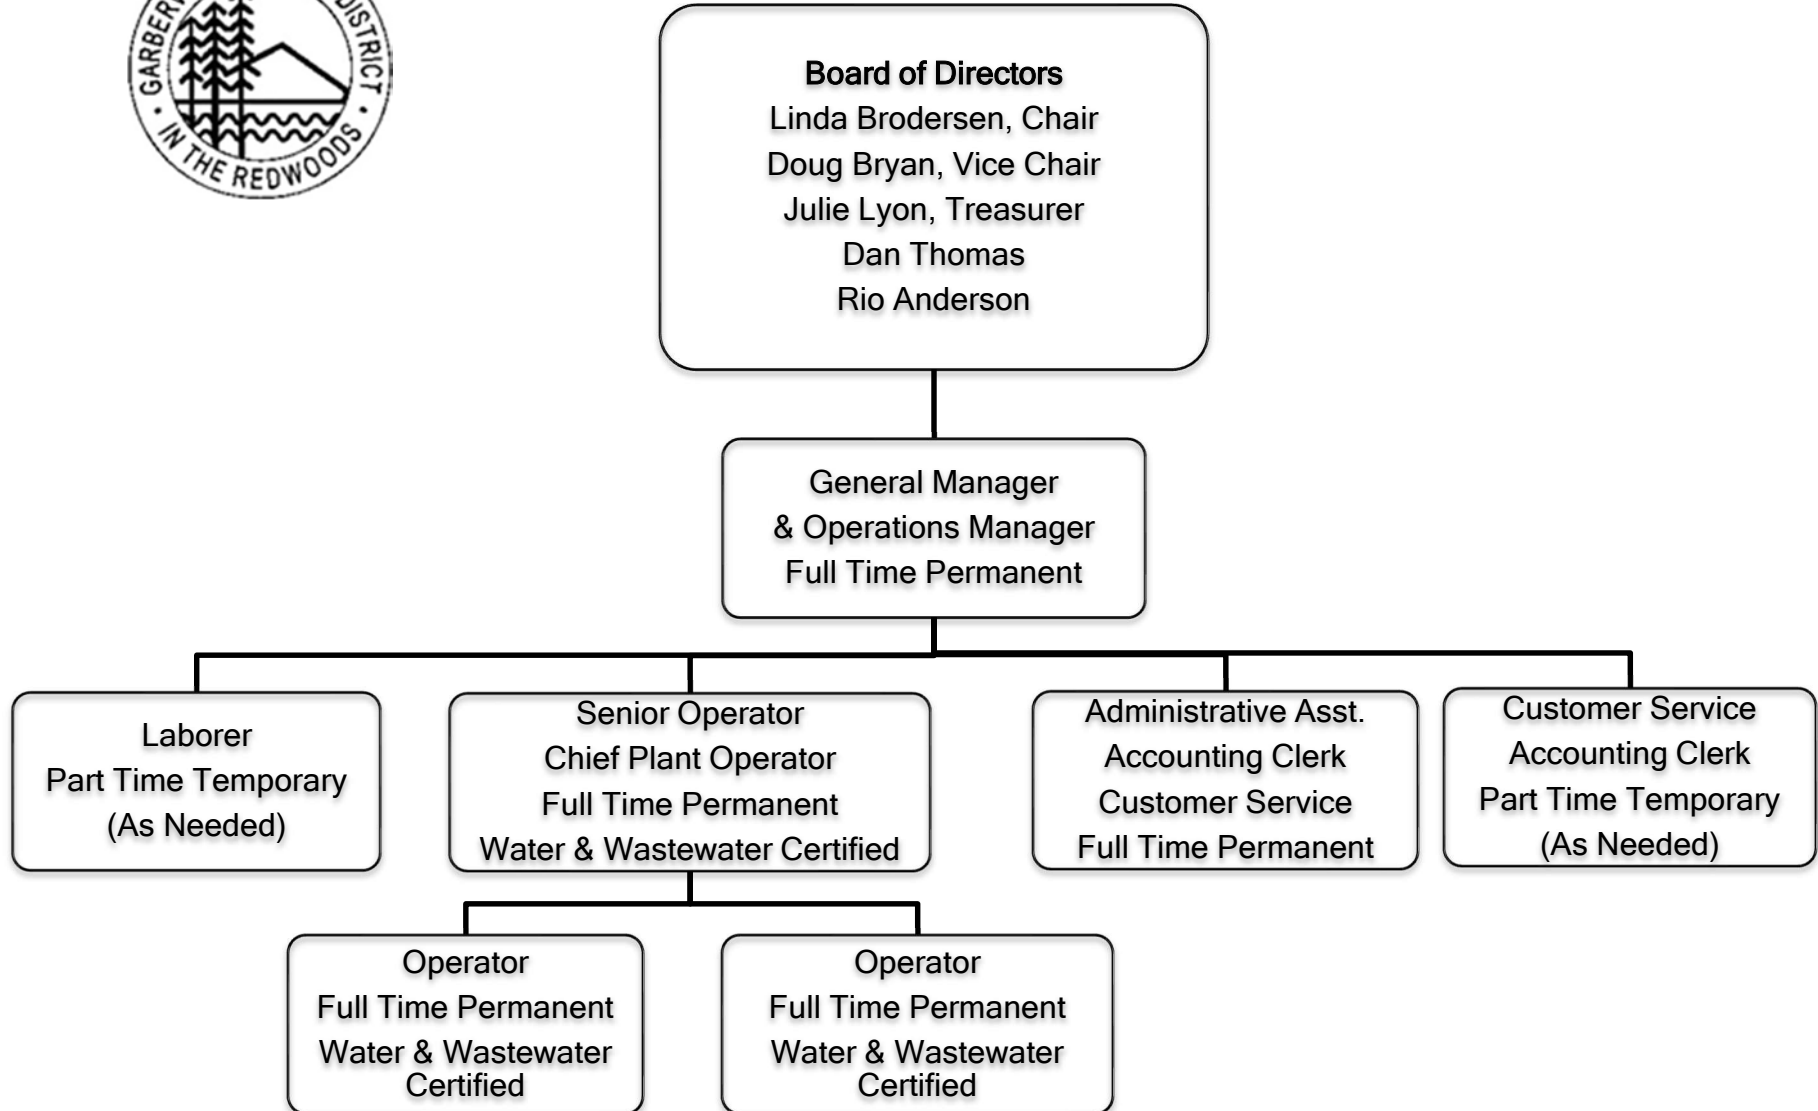 DISTRICT
IN THE REDWOODS
Board of Directors
Linda Brodersen, Chair
Doug Bryan, Vice Chair
Julie Lyon, Treasurer
Dan Thomas
Rio Anderson
General Manager
& Operations Manager
Full Time Permanent
Laborer
Part Time Temporary
(As Needed)
Senior Operator
Chief Plant Operator
Full Time Permanent
Water & Wastewater Certified
Administrative Asst.
Accounting Clerk
Customer Service
Full Time Permanent
Customer Service
Accounting Clerk
Part Time Temporary
(As Needed)
Operator
Full Time Permanent
Water & Wastewater
Certified
Operator
Full Time Permanent
Water & Wastewater
Certified